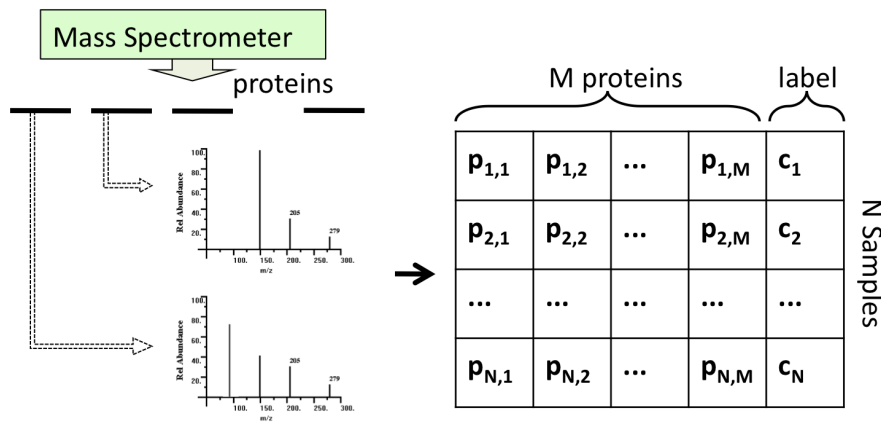 Mass Spectrometer
proteins
100.
80.
60.
40.
20.
Rel Abundance
205
279
100. 150. 200. 250. 300.
m/z
100.
80.
60.
40.
20.
Rel Abundance
205
279
100. 150. 200. 250. 300.
m/z
M proteins label
p1,1 p1,2 ... p1,M c1
p2,1 p2,2 ... p2,M c2
... ... ... ... ...
pN,1 pN,2 ... pN,M cN
N Samples